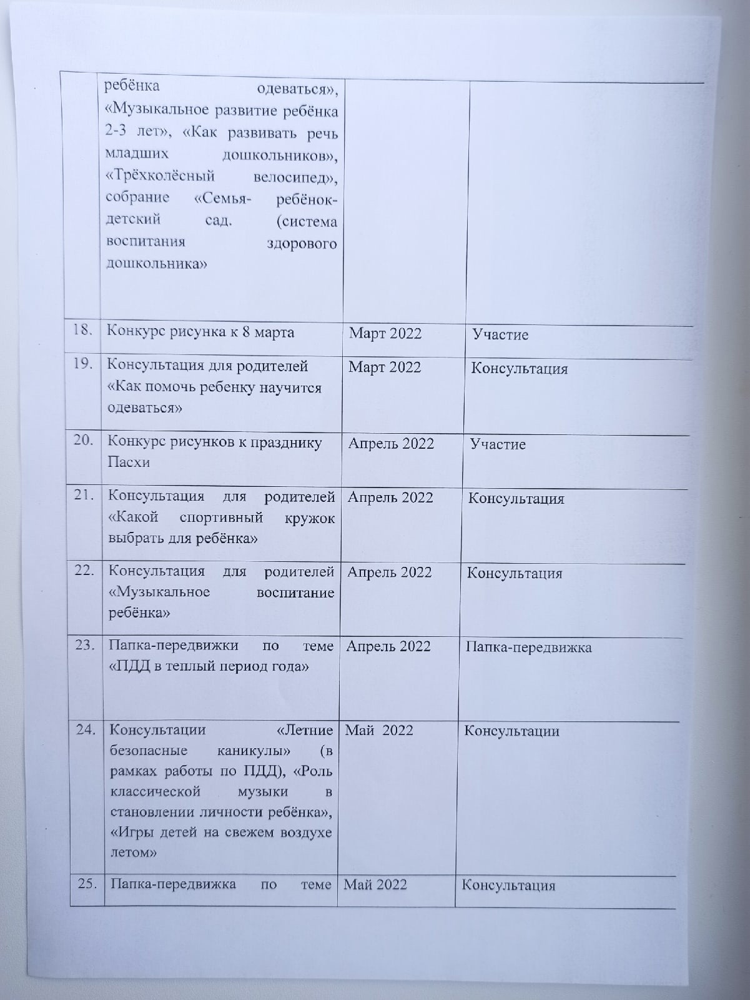 ребёнка одеваться»,
«Музыкальное развитие ребёнка
2-3 лет», «Как развивать речь
младших дошкольников»,
«Трёхколёсный велосипед»,
собрание «Семья- ребёнок-
детский сад. (система
воспитания здорового
дошкольника»
18. Конкурс рисунка к 8 марта Март 2022 Участие
19. Консультация для родителей Март 2022 Консультация
«Как помочь ребенку научится
одеваться»
20. Конкурс рисунков к празднику Апрель 2022 Участие
Пасхи
21. Консультация для родителей Апрель 2022 Консультация
«Какой спортивный кружок
выбрать для ребёнка»
22. Консультация для родителей Апрель 2022 Консультация
«Музыкальное воспитание
ребёнка»
23. Папка-передвижки по теме Апрель 2022 Папка-передвижка
«ПДД в теплый период года»
24. Консультации «Летние Май 2022 Консультации
безопасные каникулы» (в
рамках работы по ПДД), «Роль
классической музыки в
становлении личности ребёнка»,
«Игры детей на свежем воздухе
летом»
25. Папка-передвижка по теме Май 2022 Консультация